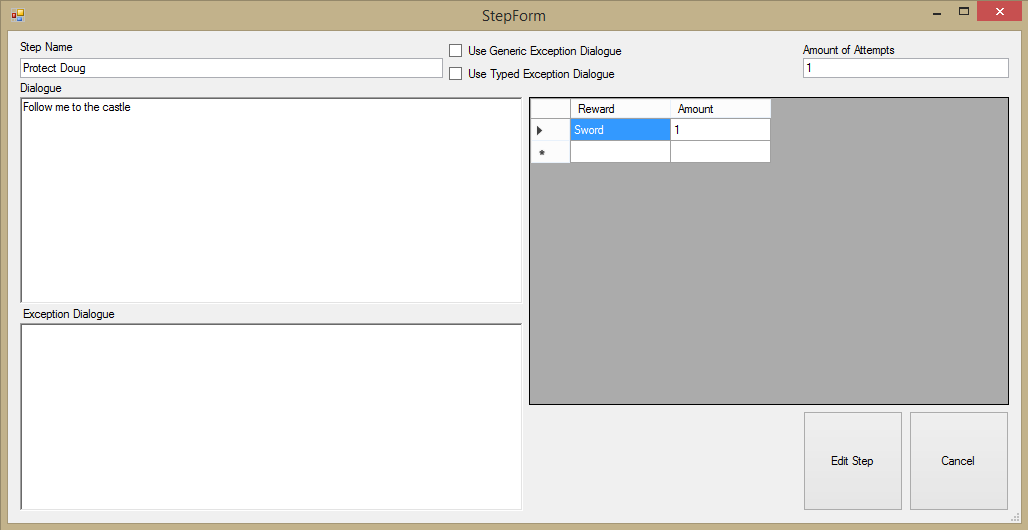 StepForm
Step Name
Use Generic Exception Dialogue
Amount of Attempts
Protect Doug
Use Typed Exception Dialogue
1
Dialogue
Follow me to the castle
Reward Amount
Sword 1
Exception Dialogue
Edit Step
Cancel